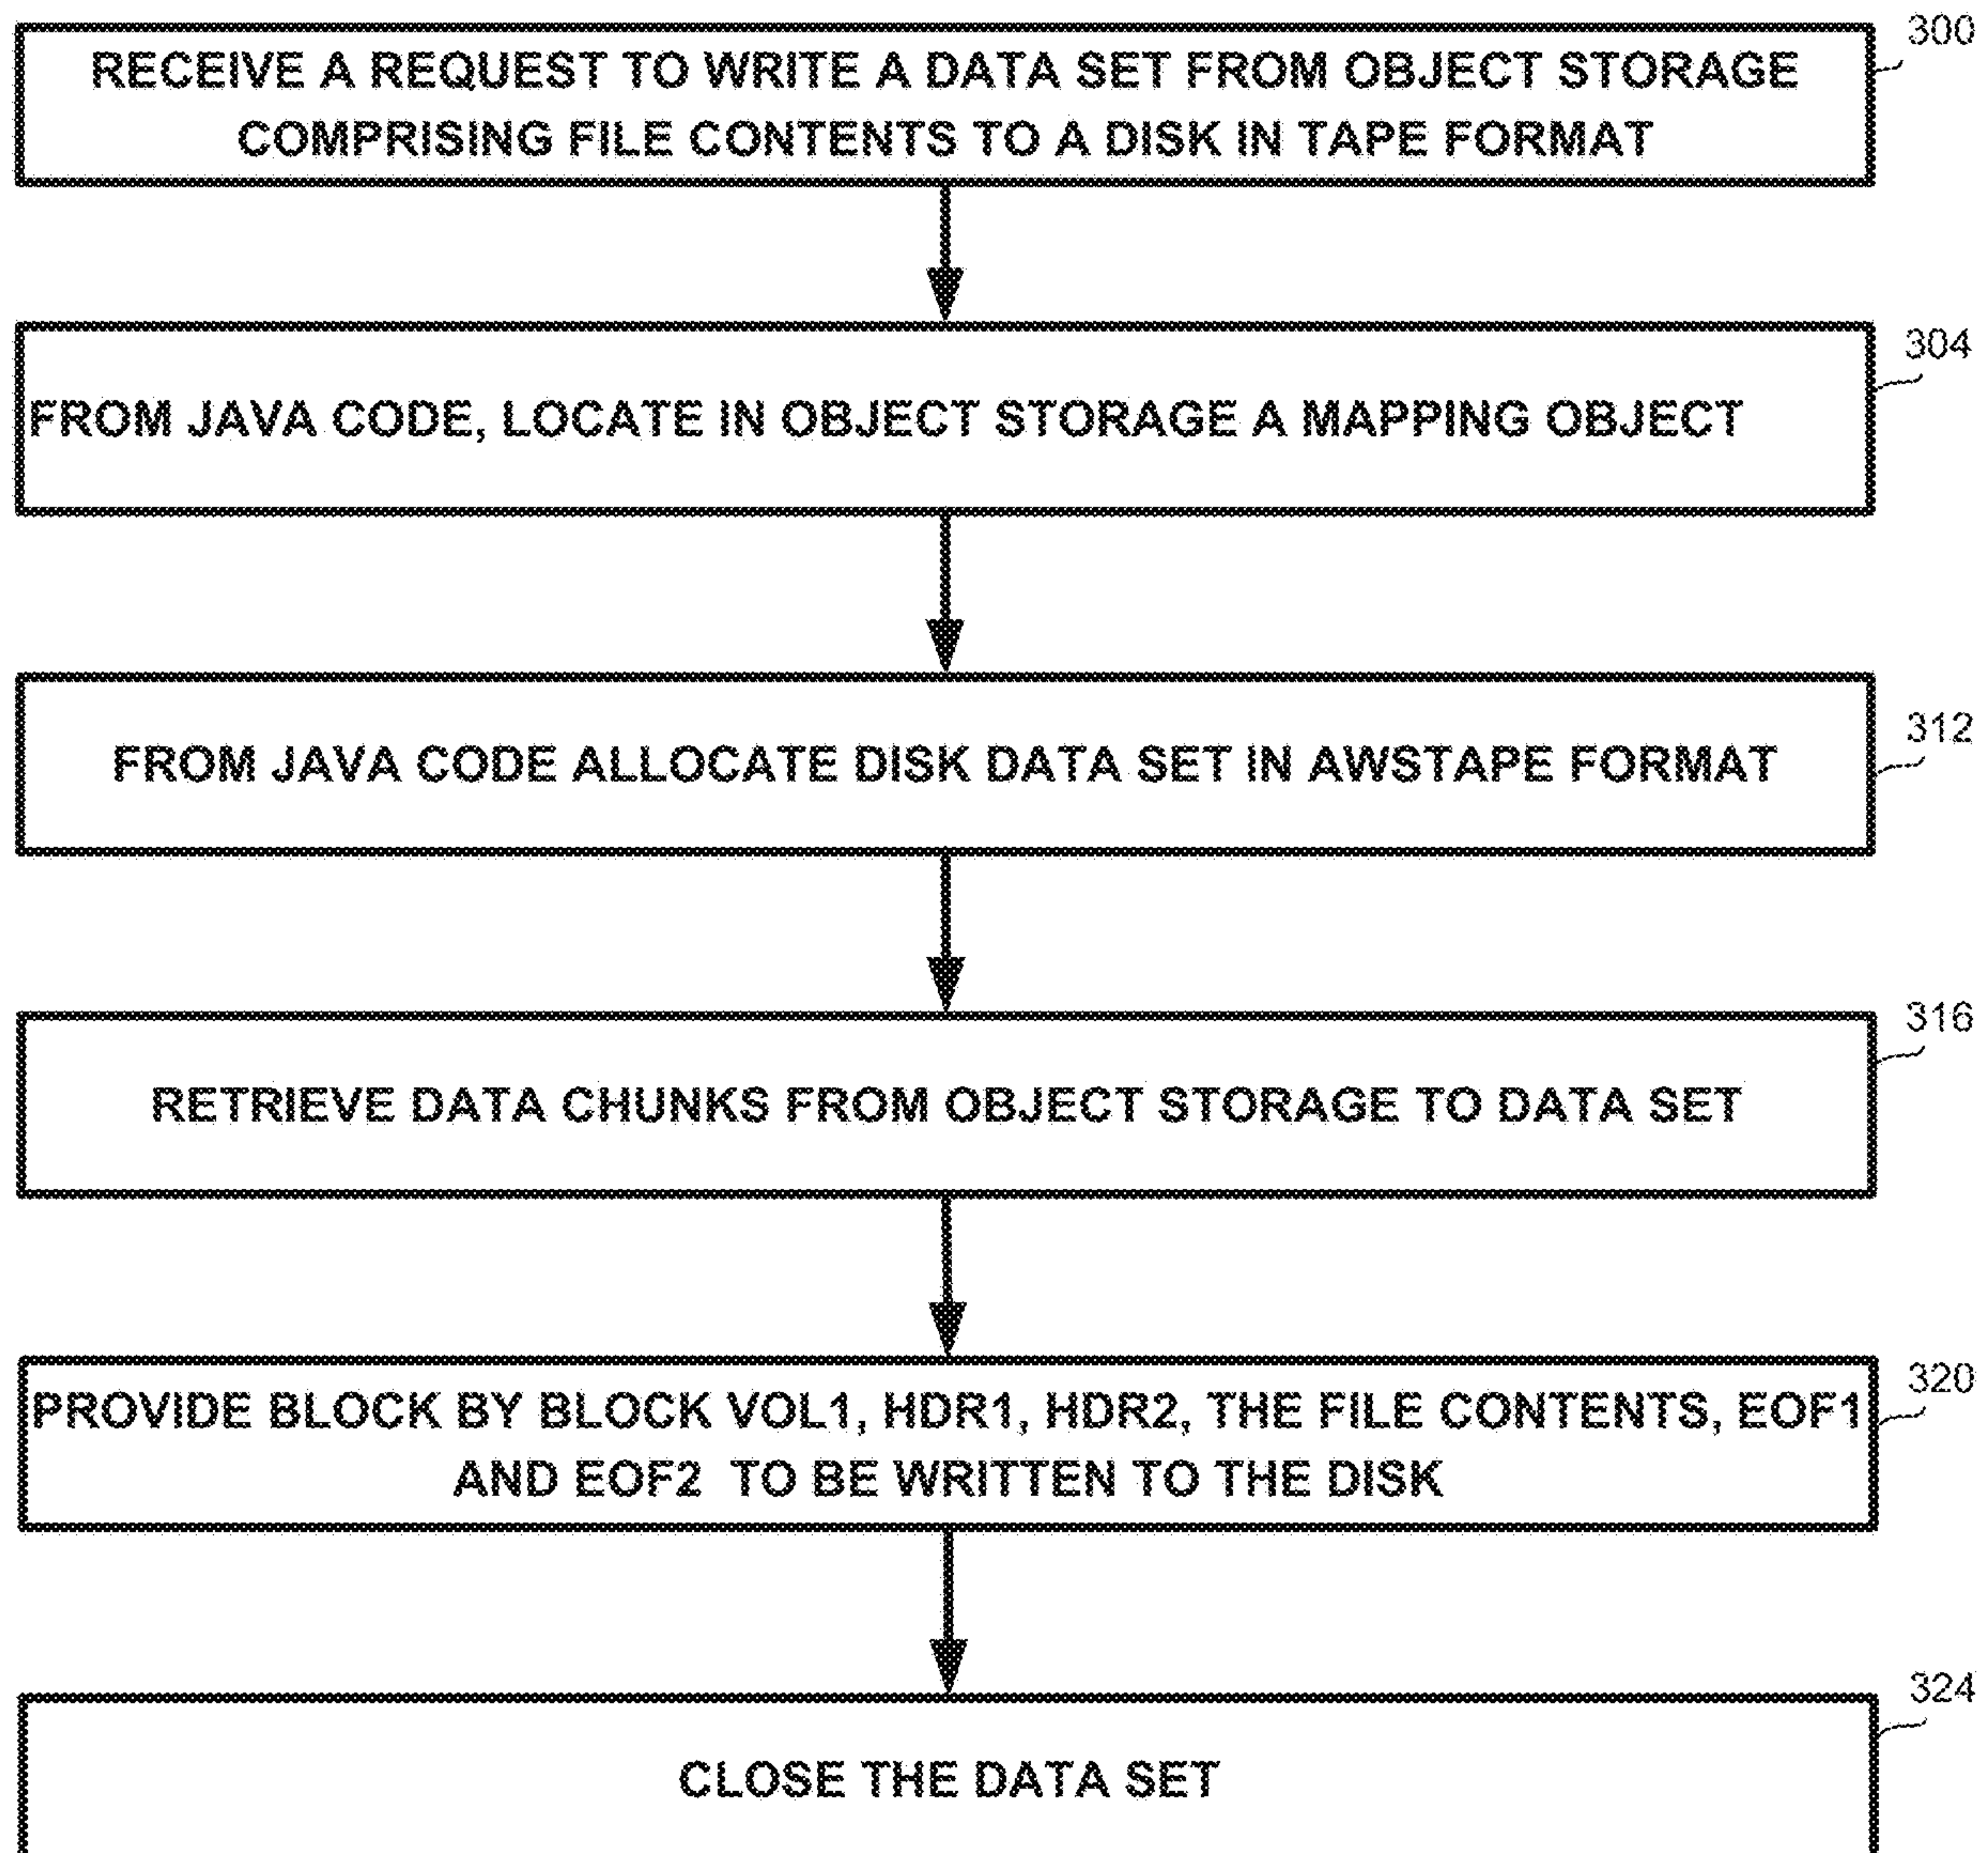 300
RECEIVE A REQUEST TO WRITE A DATA SET FROM OBJECT STORAGE
COMPRISING FILE CONTENTS TO A DISK IN TAPE FORMAT
304
FROM JAVA CODE, LOCATE IN OBJECT STORAGE A MAPPING OBJECT
312
FROM JAVA CODE ALLOCATE DISK DATA SET IN AWSTAPE FORMAT
316
RETRIEVE DATA CHUNKS FROM OBJECT STORAGE TO DATA SET
320
PROVIDE BLOCK BY BLOCK VOL1, HDR1, HDR2, THE FILE CONTENTS, EOF1
AND EOF2 TO BE WRITTEN TO THE DISK
324
CLOSE THE DATA SET